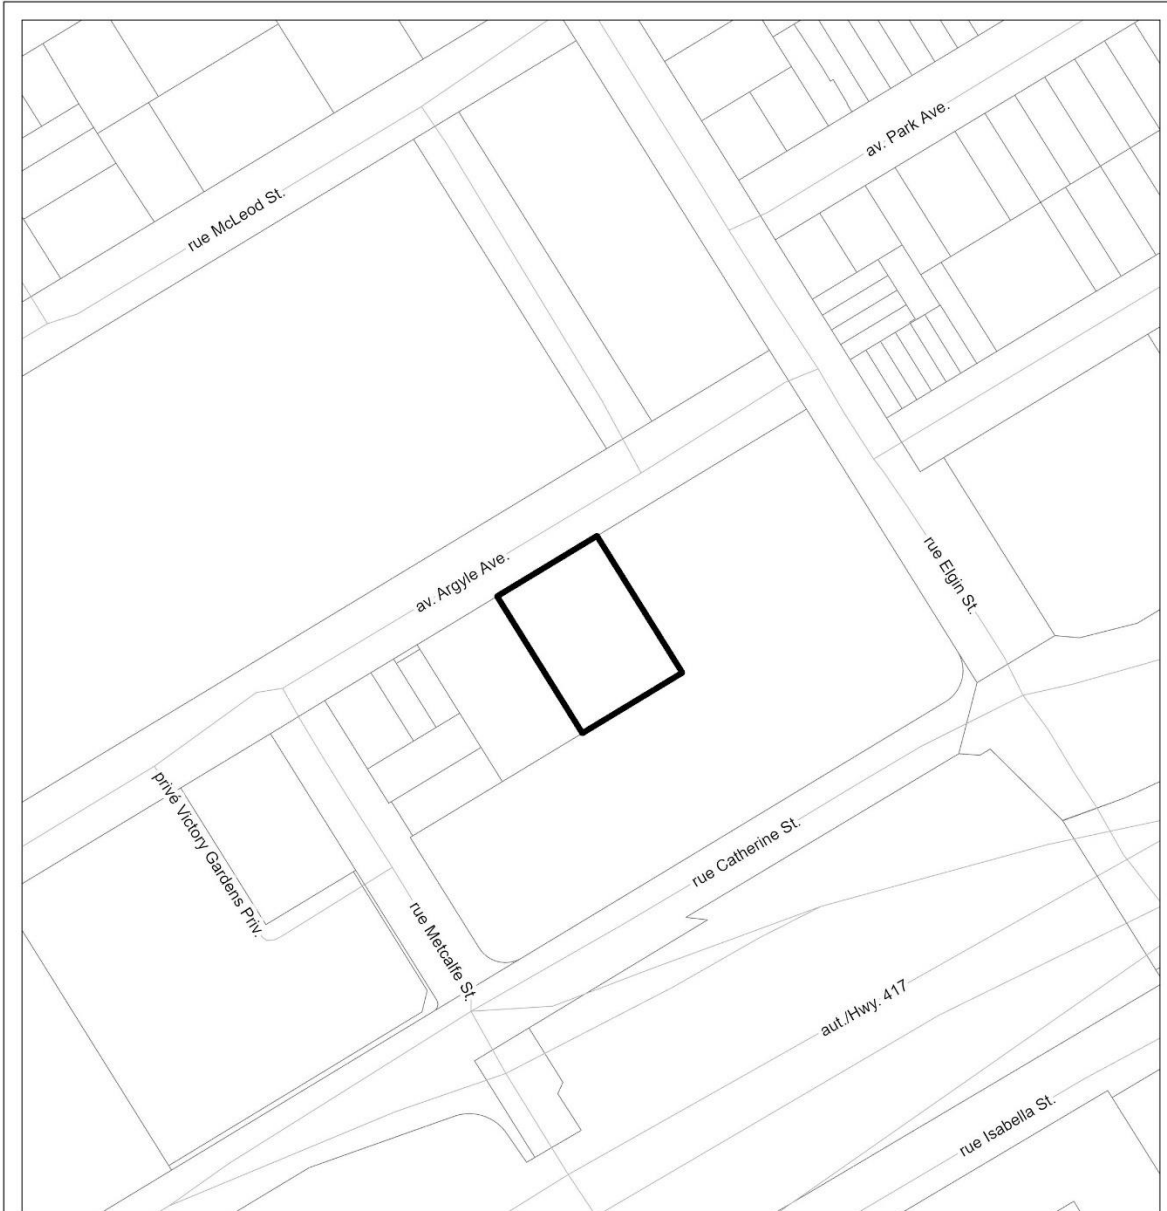 av. Park Ave.
rue McLeod St.
av. Argyle Ave.
rue Elgin St.
privé Victory Gardens Priv.
rue Catherine St.
rue Metcalfe St.
aut./Hwy. 417
rue Isabella St.